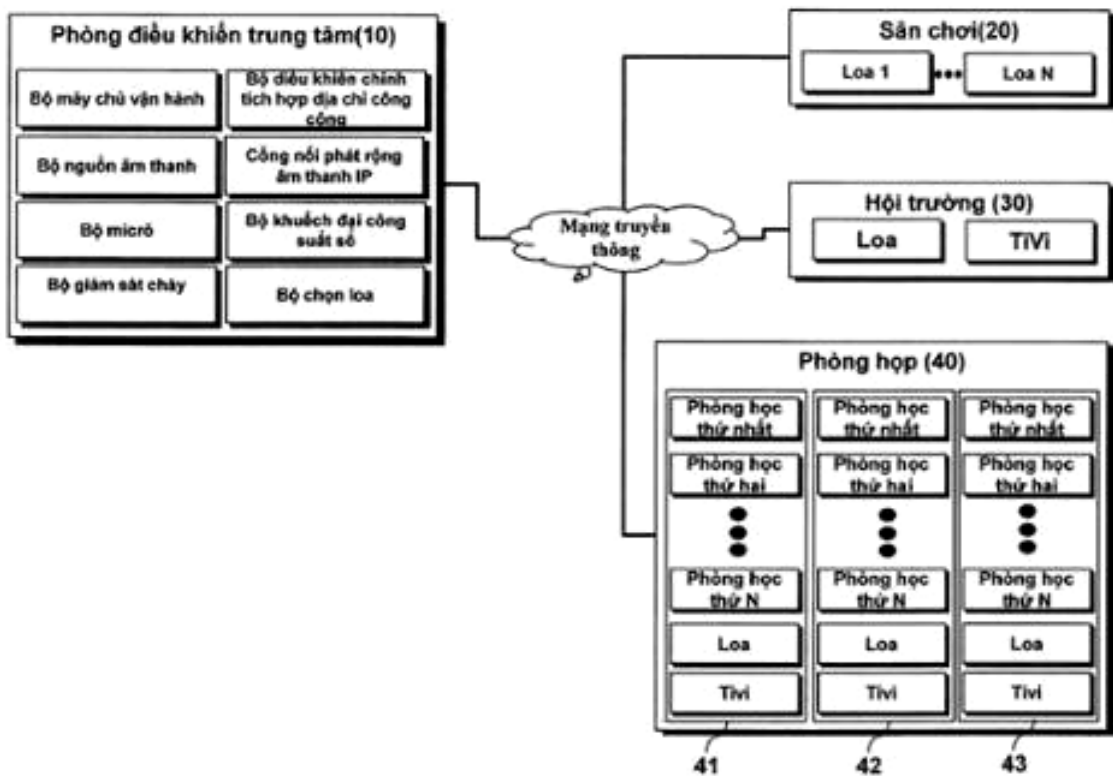 Phòng điều khiển trung tâm(10)
Bộ máy chủ vận hành
Bộ điều khiên chính
tích hợp địa chỉ công
cộng
Bộ nguồn âm thanh
Cổng nối phát rộng
âm thanh IP
Bộ micrô
Bộ khuếch đại công
suất số
Bộ giám sát cháy
Bộ chọn loa
Mạng truyền
thông
Sân chơi(20)
Loa 1
Loa N
Hội trường (30)
Loa
TiVi
Phòng họp (40)
Phòng học
thứ nhất
Phòng học
thứ nhất
Phòng học
thứ nhất
Phòng học
thứ hai
Phòng học
thứ hai
Phòng học
thứ hai
Phòng học
thứ N
Phòng học
thứ N
Phòng học
thứ N
Loa
Loa
Loa
Tivi
Tivi
Tivi
41
42
43